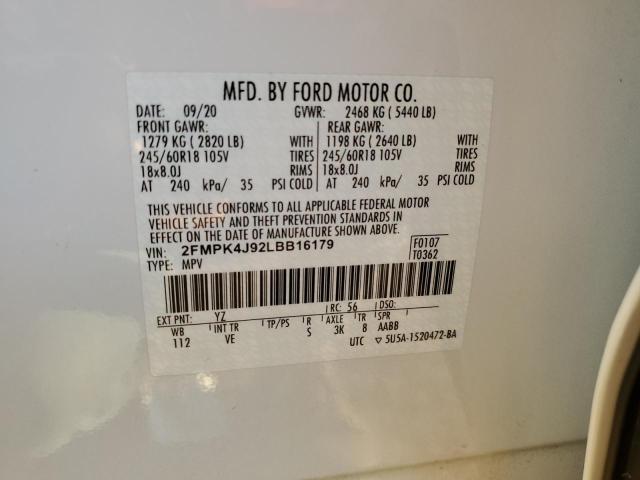 MFD. BY FORD MOTOR CO.
DATE: 09/20 GVWR: 2468 KG ( 5440 LB)
FRONT GAWR: REAR GAWR:
1279 KG ( 2820 LB) WITH 1198 KG ( 2640 LB) WITH
245/60R18 105V TIRES 245/60R18 105V TIRES
18x8.0J RIMS 18x8.0J RIMS
AT 240 kPa/ 35 PSI COLD AT 240 kPa/ 35 PSI COLD
THIS VEHICLE CONFORMS TO ALL APPLICABLE FEDERAL MOTOR
VEHICLE SAFETY AND THEFT PREVENTION STANDARDS IN
EFFECT ON THE DATE OF MANUFACTURE SHOWN ABOVE.
VIN: 2FMPK4J92LBB16179 F0107
TYPE: MPV T0362
EXT PNT: YZ RC: 56 DSO:
WB INT TR TP/PS R AXLE TR SPR
112 VE S 3K 8 AABB
UTC ▽ 5U5A-1520472-BA